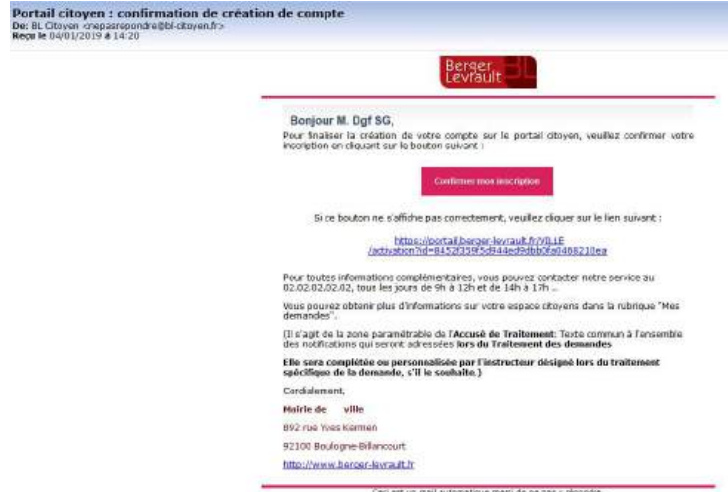 Portail citoyen : confirmation de création de compte
De: BL Citoyen <nepasrepondre@bl-citoyen.fr>
Reçu le 04/01/2019 à 14:20
Berger
Levrault BL
Bonjour M. Dgf SG,
Pour finaliser la création de votre compte sur le portail citoyen, veuillez confirmer votre
inscription en cliquant sur le bouton suivant :
Confirmer mon inscription
Si ce bouton ne s'affiche pas correctement, veuillez cliquer sur le lien suivant :
https://portail.berger-levrault.fr/VILLE
Pour toutes informations complémentaires, vous pouvez contacter notre service au
02.02.02.02.02, tous les jours de 9h à 12h et de 14h à 17h ...
Vous pouvez obtenir plus d'informations sur votre espace citoyens dans la rubrique "Mes
demandes".
(Il s'agit de la zone paramétrable de l'Accusé de Traitement: Texte commun à l'ensemble
des notifications qui seront adressées lors du Traitement des demandes
Elle sera complétée ou personnalisée par l'instructeur désigné lors du traitement
spécifique de la demande, s'il le souhaite.)
Cordialement,
Mairie de ville
892 rue Yves Kermen
92100 Boulogne-Billancourt
http://www.berger-levrault.fr